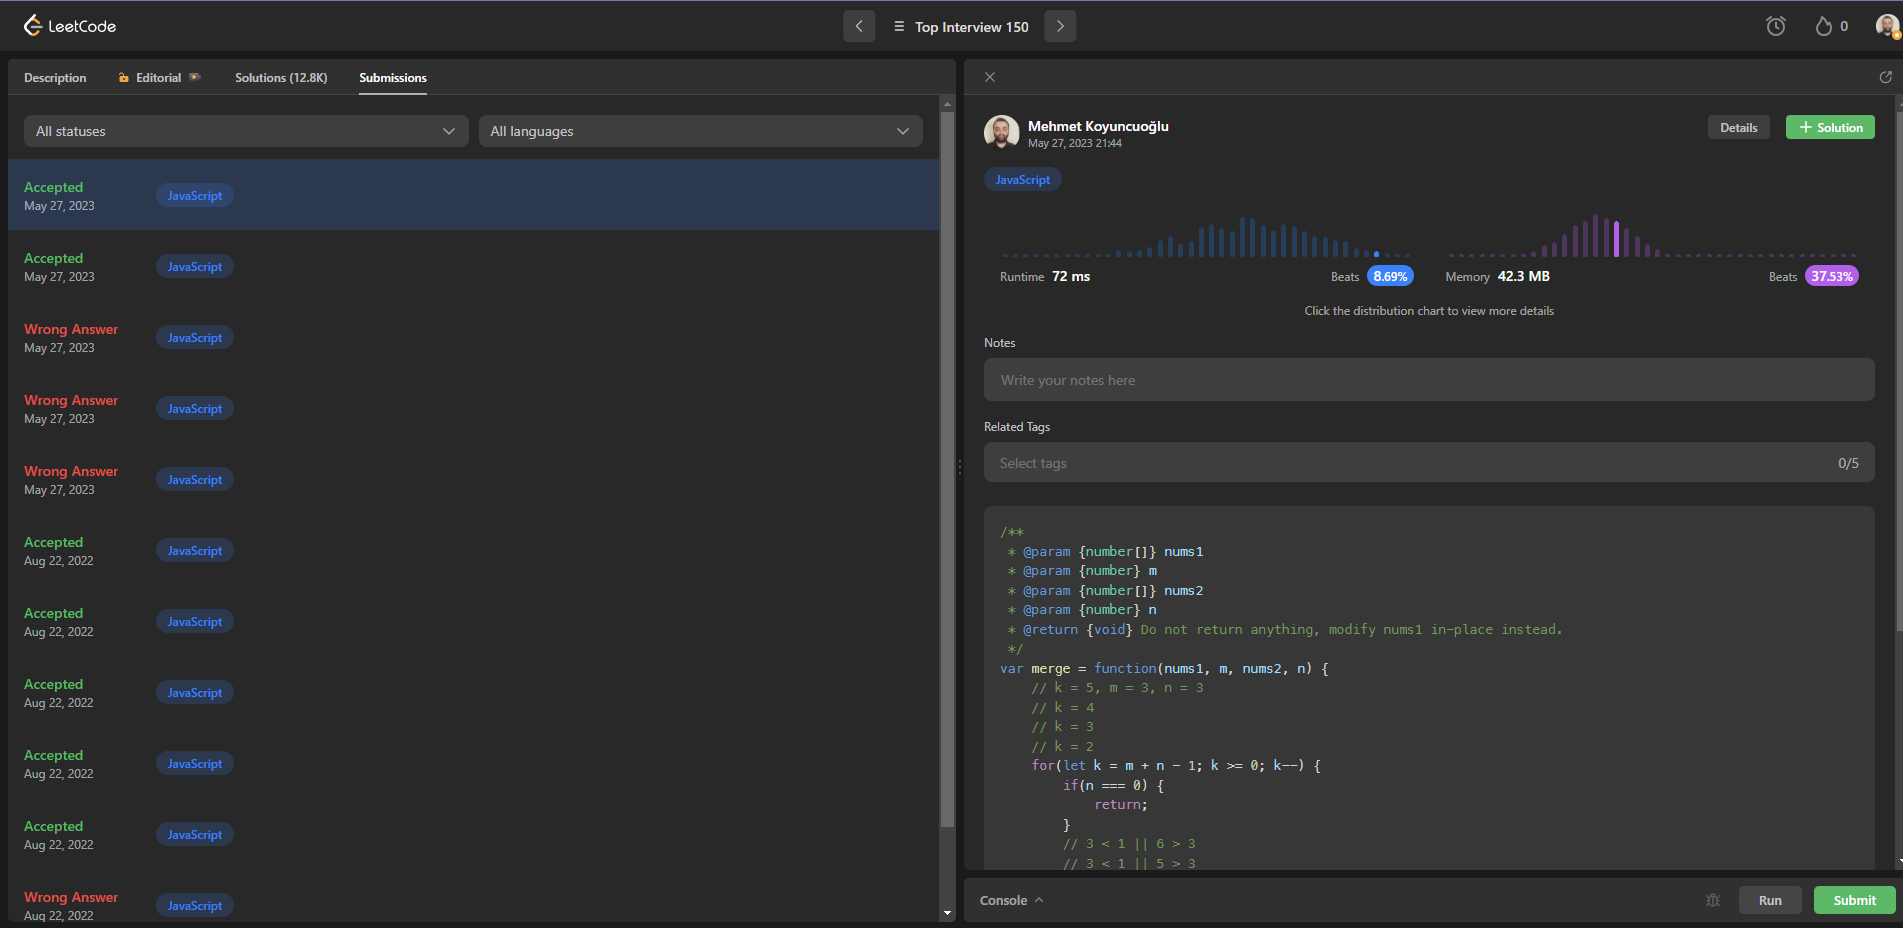 LeetCode
Top Interview 150
0
Description
Editorial
Solutions (12.8K)
Submissions
All statuses
All languages
Accepted
May 27, 2023
JavaScript
Accepted
May 27, 2023
JavaScript
Wrong Answer
May 27, 2023
JavaScript
Wrong Answer
May 27, 2023
JavaScript
Wrong Answer
May 27, 2023
JavaScript
Accepted
Aug 22, 2022
JavaScript
Accepted
Aug 22, 2022
JavaScript
Accepted
Aug 22, 2022
JavaScript
Accepted
Aug 22, 2022
JavaScript
Accepted
Aug 22, 2022
JavaScript
Wrong Answer
Aug 22, 2022
JavaScript
Mehmet Koyuncuoğlu
May 27, 2023 21:44
Details
+ Solution
JavaScript
Runtime 72 ms
Beats 8.69%
Memory 42.3 MB
Beats 37.53%
Click the distribution chart to view more details
Notes
Write your notes here
Related Tags
Select tags
0/5
/**
 * @param {number[]} nums1
 * @param {number} m
 * @param {number[]} nums2
 * @param {number} n
 * @return {void} Do not return anything, modify nums1 in-place instead.
 */
var merge = function(nums1, m, nums2, n) {
    // k = 5, m = 3, n = 3
    // k = 4
    // k = 3
    // k = 2
    for(let k = m + n - 1; k >= 0; k--) {
        if(n === 0) {
            return;
        }
        // 3 < 1 || 6 > 3
        // 3 < 1 || 5 > 3
Console
Run
Submit